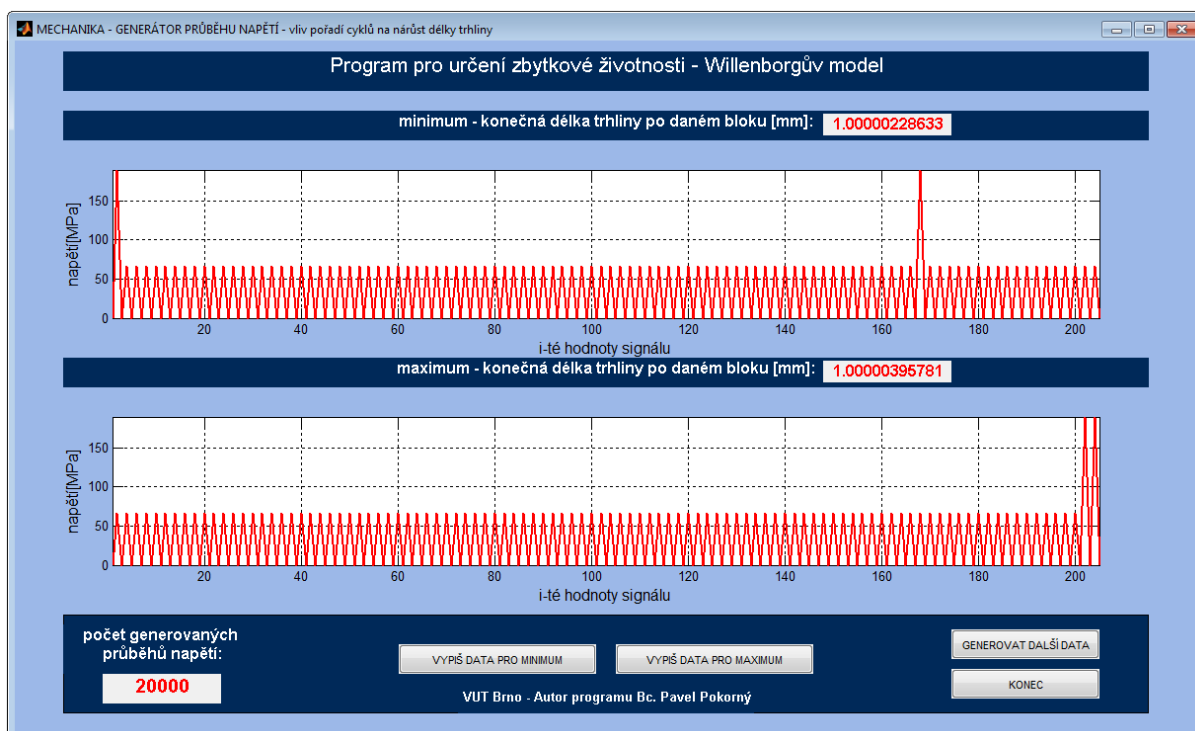 MECHANIKA - GENERÁTOR PRŮBĚHU NAPĚTÍ - vliv pořadí cyklů na nárůst délky trhliny
Program pro určení zbytkové životnosti - Willenborgův model
minimum - konečná délka trhliny po daném bloku [mm]: 1.00000228633
napětí[MPa]
150
100
50
0
20 40 60 80 100 120 140 160 180 200
i-té hodnoty signálu
maximum - konečná délka trhliny po daném bloku [mm]: 1.00000395781
napětí[MPa]
150
100
50
0
20 40 60 80 100 120 140 160 180 200
i-té hodnoty signálu
počet generovaných
průběhů napětí:
20000
VYPIŠ DATA PRO MINIMUM
VYPIŠ DATA PRO MAXIMUM
VUT Brno - Autor programu Bc. Pavel Pokorný
GENEROVAT DALŠÍ DATA
KONEC